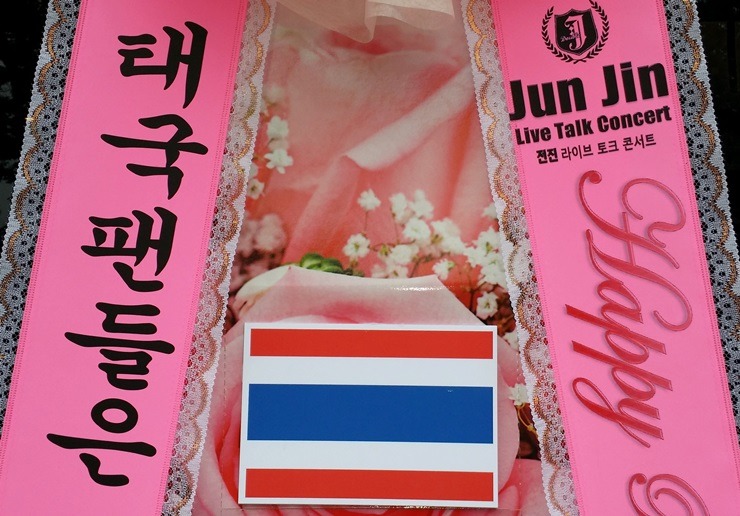 태국팬들은
Jun Jin
Live Talk Concert
전진 라이브 토크 콘서트
Happy